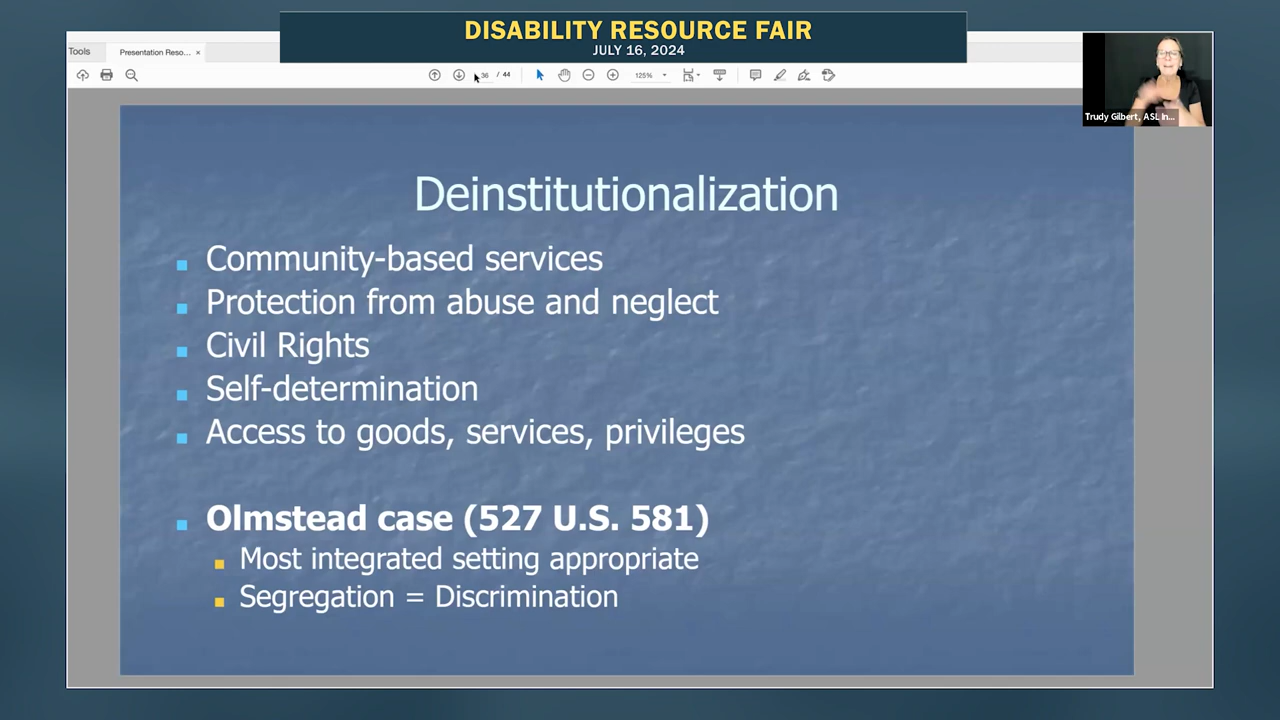 DISABILITY RESOURCE FAIR
JULY 16, 2024
Tools
Presentation Reso... ×
36 / 44
125%
Trudy Gilbert, ASL In...
Deinstitutionalization
Community-based services
Protection from abuse and neglect
Civil Rights
Self-determination
Access to goods, services, privileges
Olmstead case (527 U.S. 581)
Most integrated setting appropriate
Segregation = Discrimination